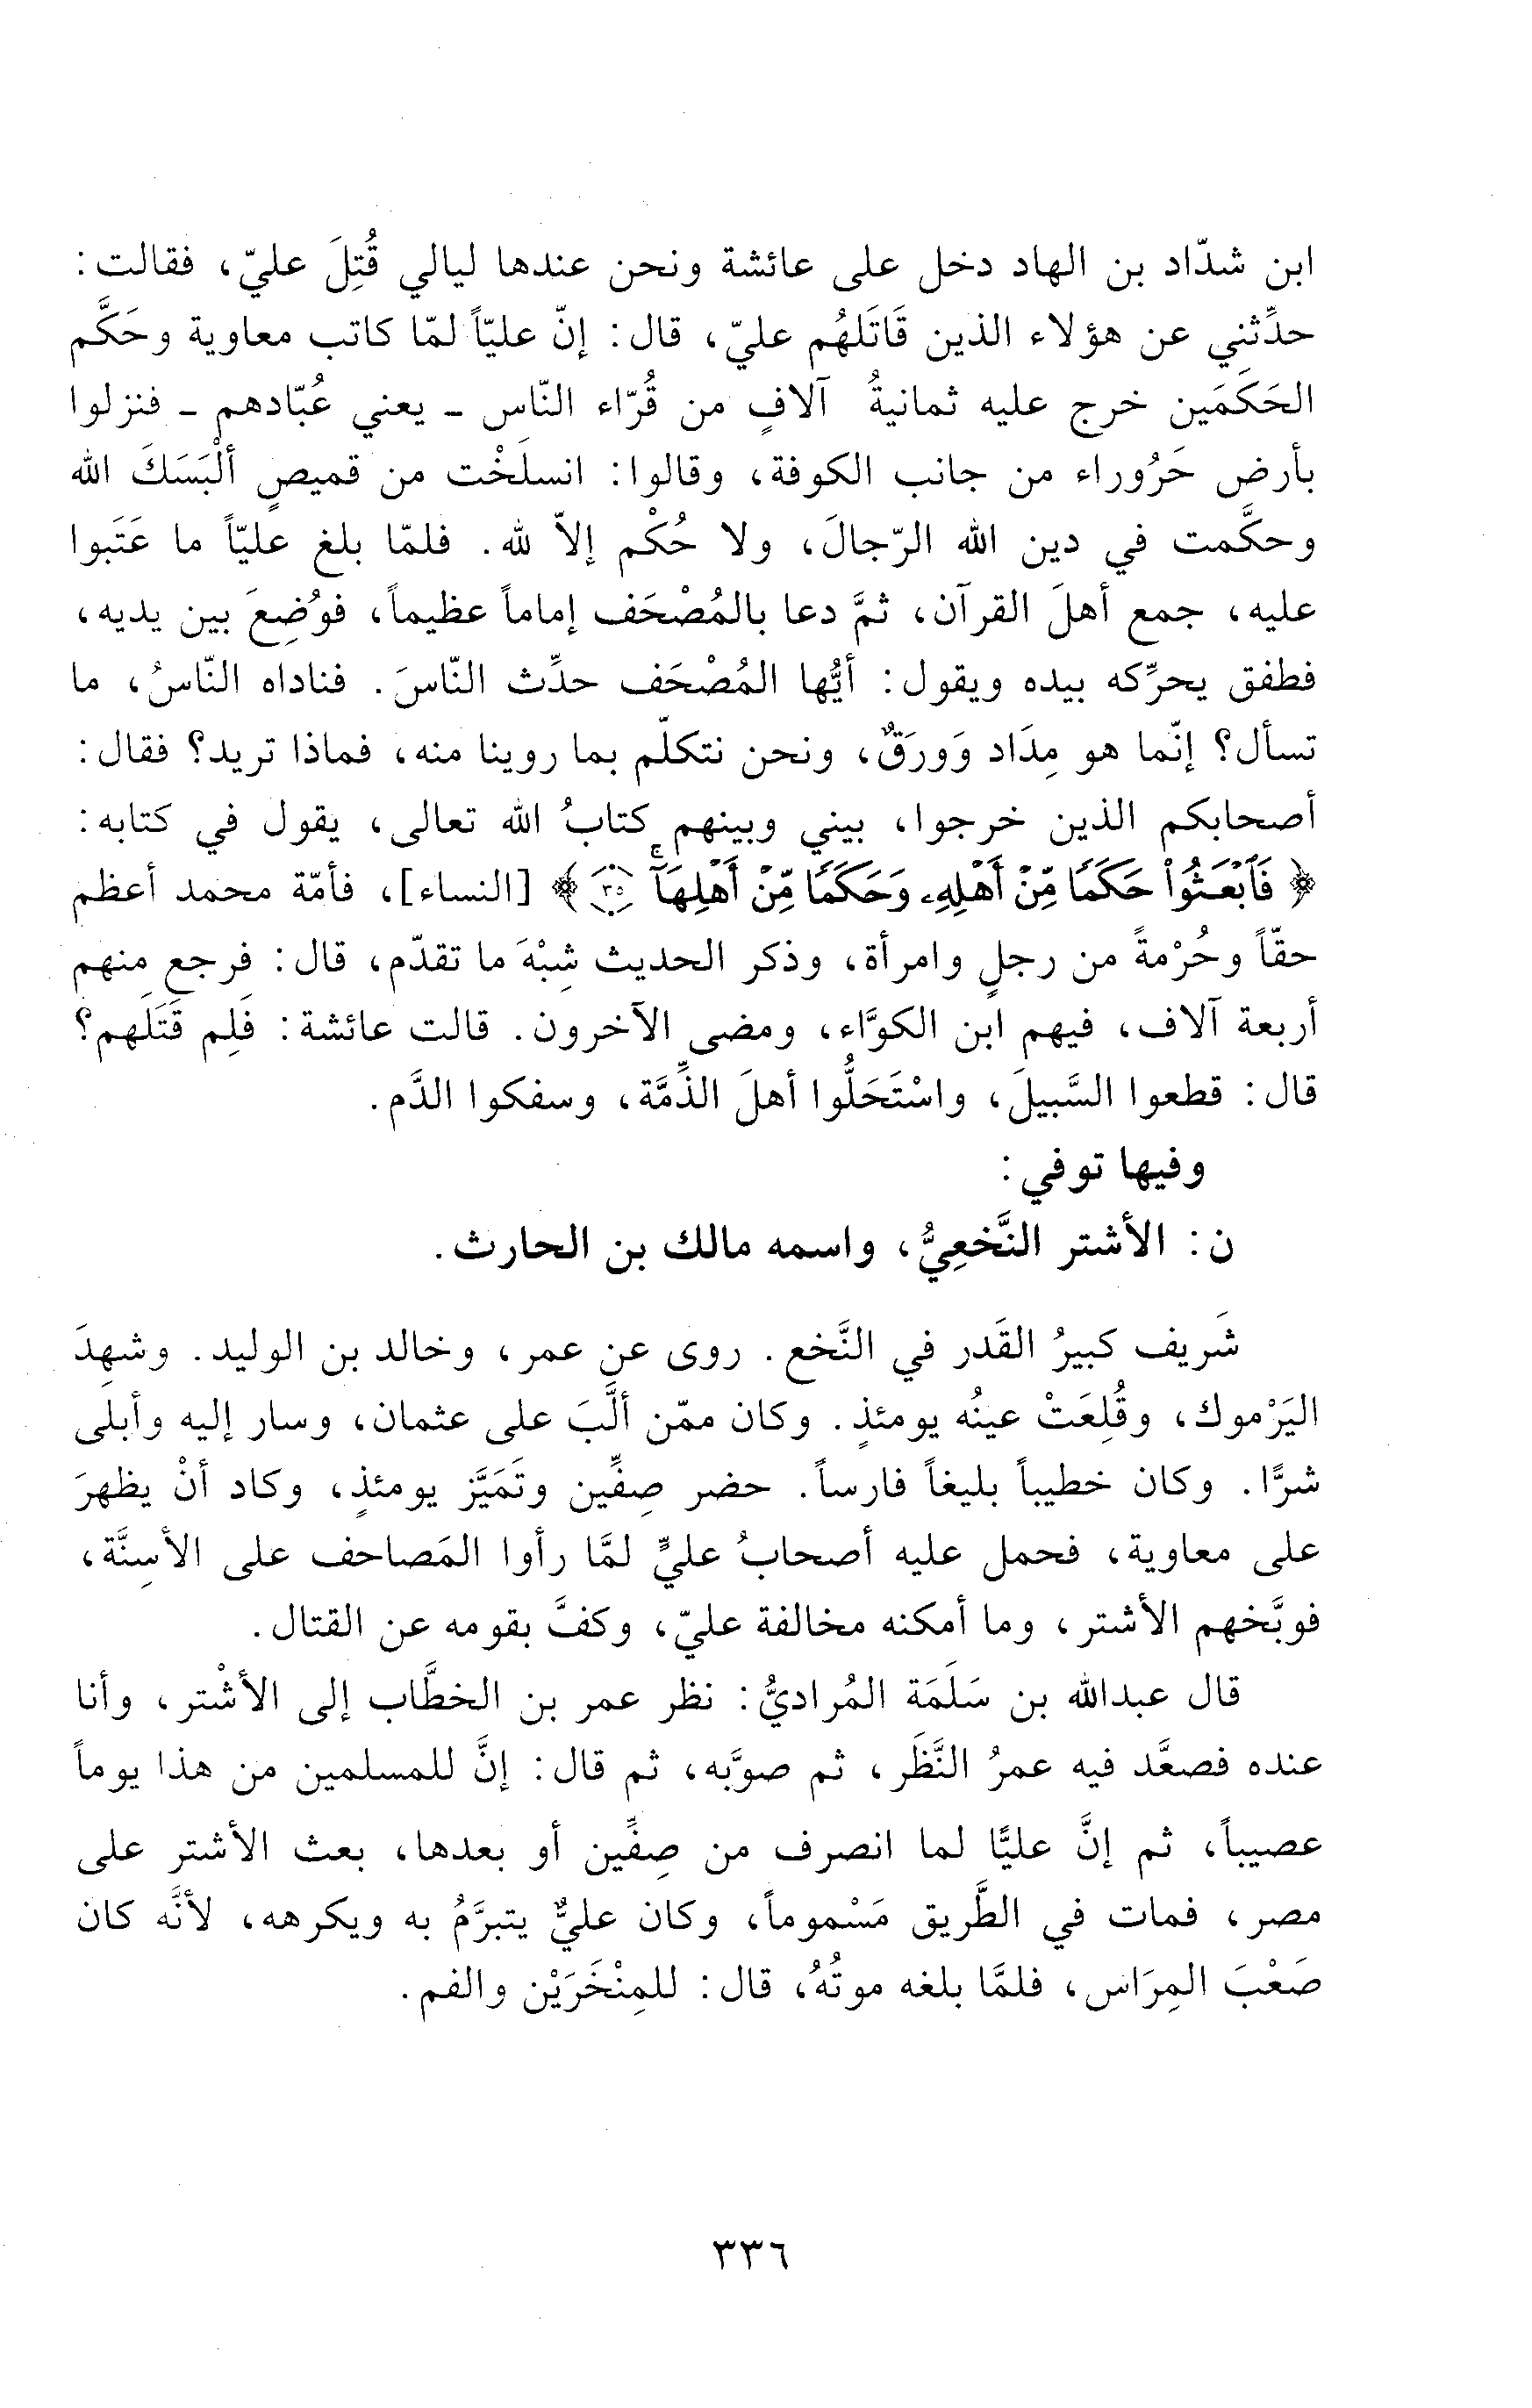 ابن شدّاد بن الهاد دخل على عائشة ونحن عندها ليالي قُتِلَ عليّ، فقالت:
حدِّثنِي عن هؤلاء الذين قَاتَلهُم عليّ، قال: إنّ عليّاً لمّا كاتب معاوية وحَكَّم
الحَكَمَين خرج عليه ثمانيةُ آلافٍ من قُرّاء النّاس - يعني عُبّادهم - فنزلوا
بأرض حَرُوراء من جانب الكوفة، وقالوا: انسلَخْت من قميصٍ ألْبَسَكَ الله
وحكَّمت في دين الله الرّجالَ، ولا حُكْم إلاّ لله. فلمّا بلغ عليّاً ما عَتَبوا
عليه، جمع أهلَ القرآن، ثمَّ دعا بالمُصْحَف إماماً عظيماً، فوُضِعَ بين يديه،
فطفق يحرِّكه بيده ويقول: أيُّها المُصْحَف حدِّث النّاسَ. فناداه النّاسُ، ما
تسأل؟ إنّما هو مِدَاد وَورَقٌ، ونحن نتكلّم بما روينا منه، فماذا تريد؟ فقال:
أصحابكم الذين خرجوا، بيني وبينهم كتابُ الله تعالى، يقول في كتابه:
﴿ فَٱبْعَثُوا۟ حَكَمًا مِّنْ أَهْلِهِۦ وَحَكَمًا مِّنْ أَهْلِهَآ ۚ ٣٥ ﴾ [النساء]، فأمّة محمد أعظم
حقّاً وحُرْمةً من رجلٍ وامرأة، وذكر الحديث شِبْهَ ما تقدّم، قال: فرجع منهم
أربعة آلاف، فيهم ابن الكوَّاء، ومضى الآخرون. قالت عائشة: فَلِم قَتَلَهم؟
قال: قطعوا السَّبيلَ، واسْتَحَلُّوا أهلَ الذِّمَّة، وسفكوا الدَّم.
وفيها توفي:
ن: الأشتر النَّخعِيُّ، واسمه مالك بن الحارث.
شَريف كبيرُ القَدر في النَّخع. روى عن عمر، وخالد بن الوليد. وشهِدَ
اليَرْموك، وقُلِعَتْ عينُه يومئذٍ. وكان ممّن ألَّبَ على عثمان، وسار إليه وأبلَى
شرًّا. وكان خطيباً بليغاً فارساً. حضر صِفِّين وتَمَيَّز يومئذٍ، وكاد أنْ يظهرَ
على معاوية، فحمل عليه أصحابُ عليٍّ لمَّا رأوا المَصاحف على الأسِنَّة،
فوبَّخهم الأشتر، وما أمكنه مخالفة عليّ، وكفَّ بقومه عن القتال.
قال عبدالله بن سَلَمَة المُراديُّ: نظر عمر بن الخطَّاب إلى الأشْتر، وأنا
عنده فصعَّد فيه عمرُ النَّظَر، ثم صوَّبه، ثم قال: إنَّ للمسلمين من هذا يوماً
عصيباً، ثم إنَّ عليًّا لما انصرف من صِفِّين أو بعدها، بعث الأشتر على
مصر، فمات في الطَّريق مَسْموماً، وكان عليٌّ يتبرَّمُ به ويكرهه، لأنَّه كان
صَعْبَ المِرَاس، فلمَّا بلغه موتُهُ، قال: للمِنْخَرَيْن والفم.
٣٣٦